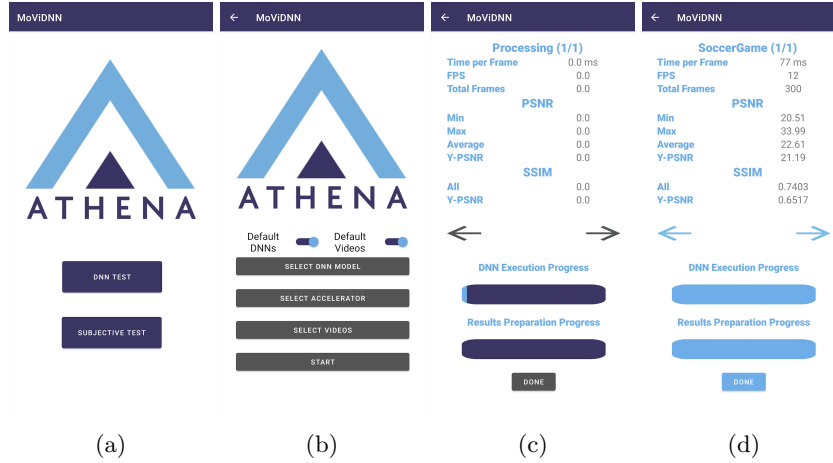 MoViDNN
ATHENA
DNN TEST
SUBJECTIVE TEST
(a)
← MoViDNN
ATHENA
Default DNNs
Default Videos
SELECT DNN MODEL
SELECT ACCELERATOR
SELECT VIDEOS
START
(b)
← MoViDNN
Processing (1/1)
Time per Frame 0.0 ms
FPS 0.0
Total Frames 0.0
PSNR
Min 0.0
Max 0.0
Average 0.0
Y-PSNR 0.0
SSIM
All 0.0
Y-PSNR 0.0
DNN Execution Progress
Results Preparation Progress
DONE
(c)
← MoViDNN
SoccerGame (1/1)
Time per Frame 77 ms
FPS 12
Total Frames 300
PSNR
Min 20.51
Max 33.99
Average 22.61
Y-PSNR 21.19
SSIM
All 0.7403
Y-PSNR 0.6517
DNN Execution Progress
Results Preparation Progress
DONE
(d)